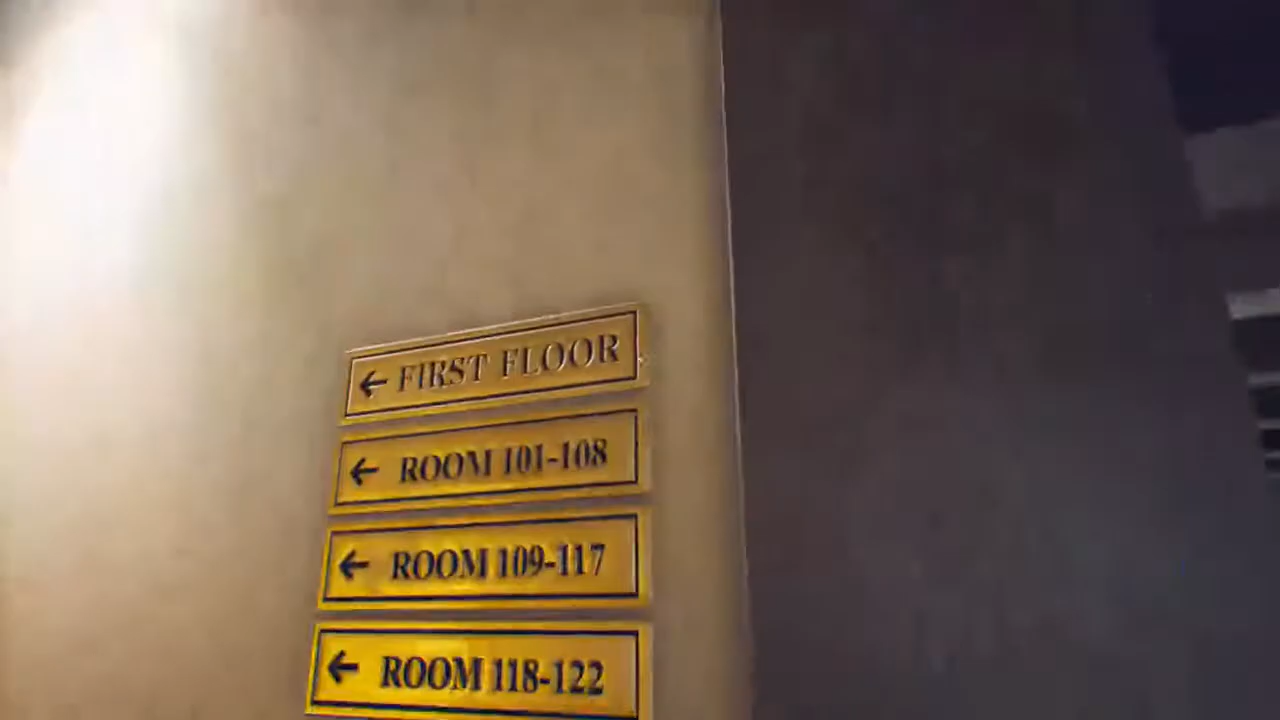 ← FIRST FLOOR
← ROOM 101-108
← ROOM 109-117
← ROOM 118-122